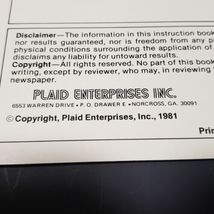 Disclaimer—The information in this instruction book
nor results guaranteed, nor is freedom from any p
physical conditions surrounding the application of
disclaims any liability for untoward results.
Copyright—All rights reserved. No part of this book
writing, except by reviewer, who may, in reviewing t
subject.
PLAID ENTERPRISES INC.
6553 WARREN DRIVE • P. O. DRAWER E • NORCROSS, GA. 30091
© Copyright, Plaid Enterprises, Inc., 1981
Prin